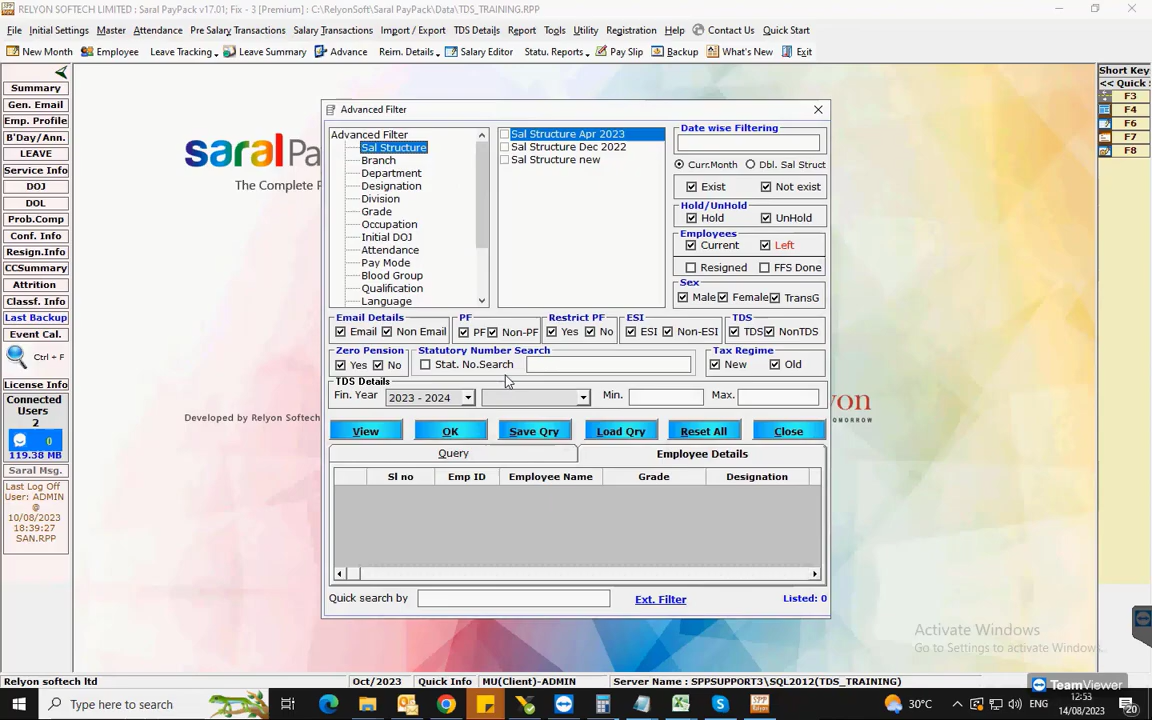 RELYON SOFTECH LIMITED : Saral PayPack v17.01; Fix - 3 [Premium] : C:\RelyonSoft\SaralPayPack\Data\TDS_TRAINING.RPP
File Initial Settings Master Attendance Pre Salary Transactions Salary Transactions Import / Export TDS Details Report Tools Utilities Registration Help Contact Us Quick Start
New Month Employee Leave Tracking Leave Summary Advance Reim. Details Salary Editor Statu. Reports Pay Slip Backup What's New Exit
Summary
Gen. Email
Emp. Profile
B'Day/Ann.
LEAVE
Service Info
DOJ
DOL
Prob.Comp
Conf. Info
Resign.Info
CCSummary
Attrition
Classf. Info
Last Backup
Event Cal.
Ctrl + F
License Info
Connected
Users
2
0
119.38 MB
Saral Msg.
Last Log Off
User: ADMIN
@
10/08/2023
18:39:27
SAN.RPP
saral Pa
The Complete P
Developed by Relyon Softech
yon
OMORROW
Short Key
<< Quick
F3
F4
F6
F7
F8
Advanced Filter
Advanced Filter
Sal Structure
Branch
Department
Designation
Division
Grade
Occupation
Initial DOJ
Attendance
Pay Mode
Blood Group
Qualification
Language
Sal Structure Apr 2023
Sal Structure Dec 2022
Sal Structure new
Date wise Filtering
Curr.Month Dbl. Sal Struct
Exist Not exist
Hold/UnHold
Hold UnHold
Employees
Current Left
Resigned FFS Done
Sex
Male Female TransG
Email Details PF Restrict PF ESI TDS
Email Non Email PF Non-PF Yes No ESI Non-ESI TDS NonTDS
Zero Pension Statutory Number Search Tax Regime
Yes No Stat. No.Search New Old
TDS Details
Fin. Year 2023 - 2024 Min. Max.
View OK Save Qry Load Qry Reset All Close
Query Employee Details
Sl no Emp ID Employee Name Grade Designation
Quick search by Ext. Filter Listed: 0
Activate Windows
Go to Settings to activate Windows.
TeamViewer
Relyon softech ltd Oct/2023 Quick Info MU(Client)-ADMIN Server Name : SPPSUPPORT3\SQL2012(TDS_TRAINING)
Type here to search
30°C ENG 12:53
14/08/2023
20